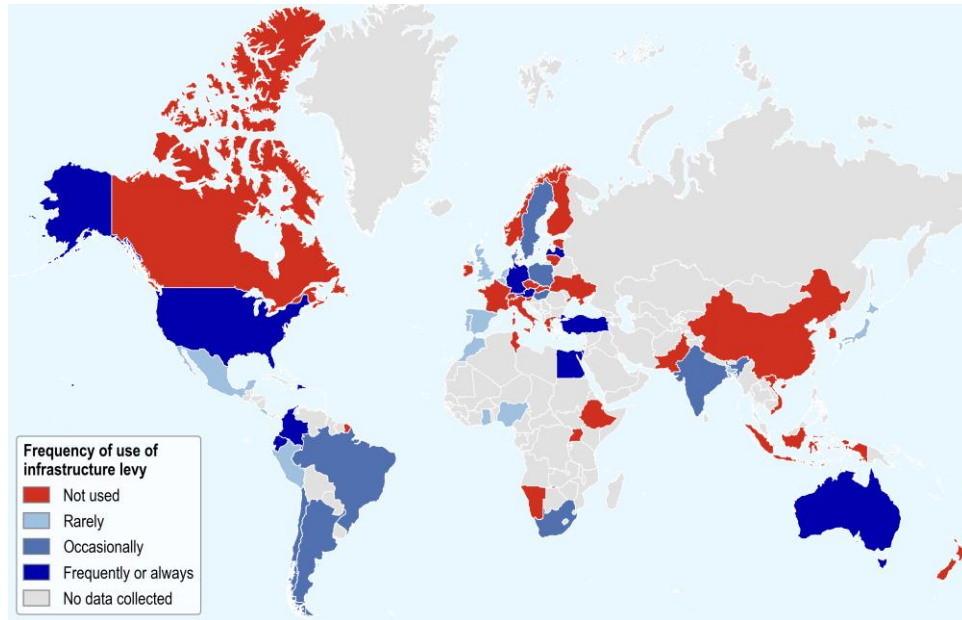 Frequency of use of
infrastructure levy
Not used
Rarely
Occasionally
Frequently or always
No data collected